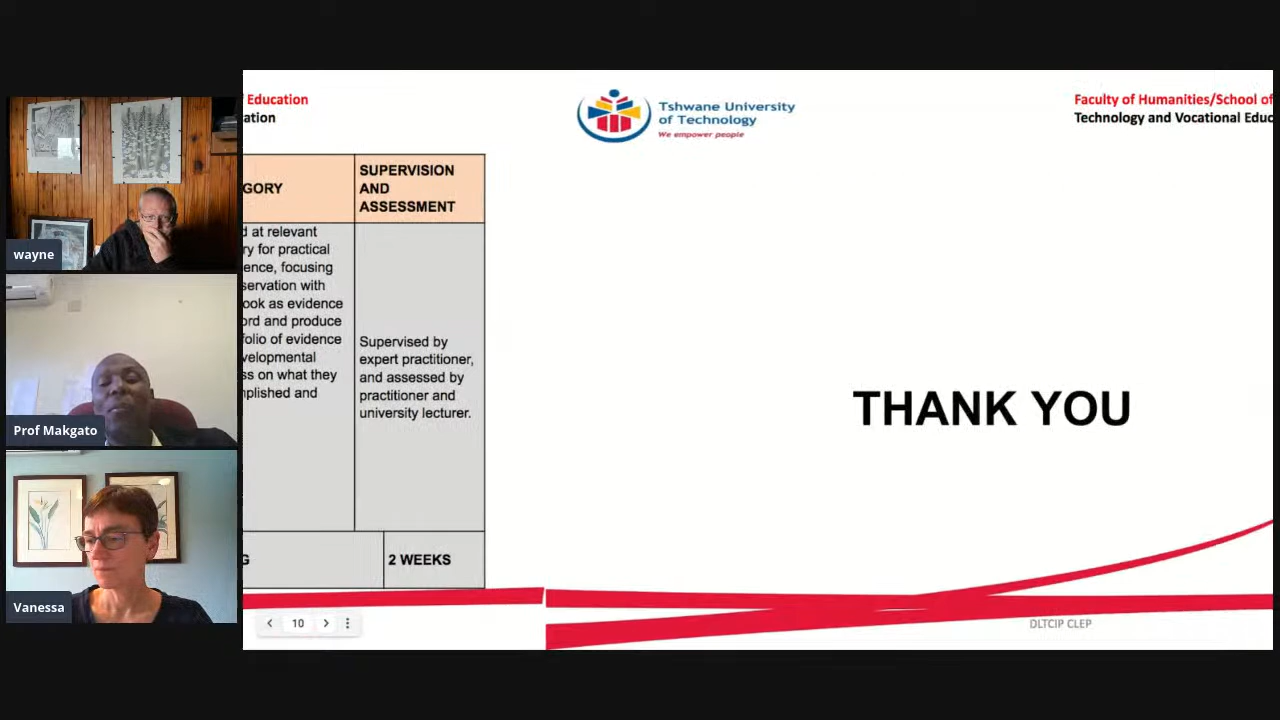 wayne
Prof Makgato
Vanessa
Education
ation
GORY
SUPERVISION
AND
ASSESSMENT
d at relevant
ry for practical
ence, focusing
servation with
ook as evidence
ord and produce
folio of evidence
velopmental
ss on what they
nplished and
Supervised by
expert practitioner,
and assessed by
practitioner and
university lecturer.
G
2 WEEKS
10
Tshwane University
of Technology
We empower people
Faculty of Humanities/School of
Technology and Vocational Educ
THANK YOU
DLTCIP CLEP